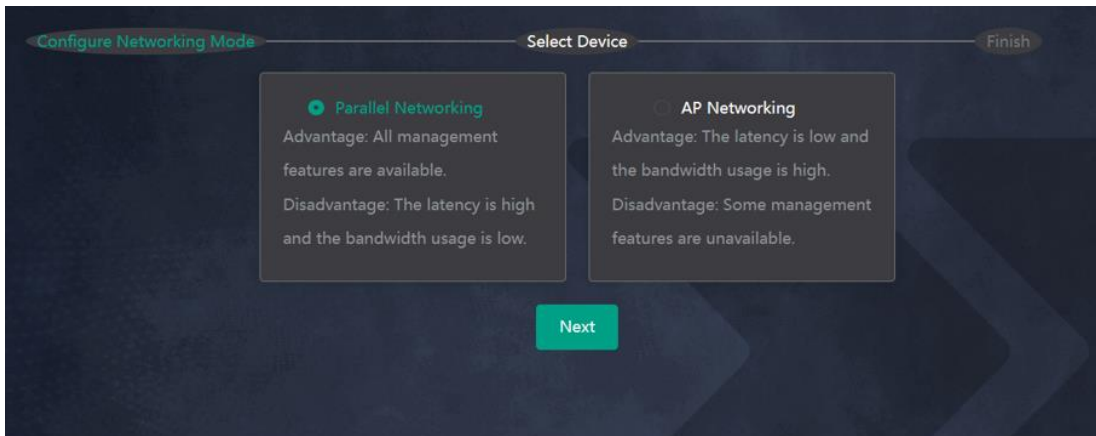 Configure Networking Mode
Select Device
Finish
Parallel Networking
Advantage: All management
features are available.
Disadvantage: The latency is high
and the bandwidth usage is low.
AP Networking
Advantage: The latency is low and
the bandwidth usage is high.
Disadvantage: Some management
features are unavailable.
Next